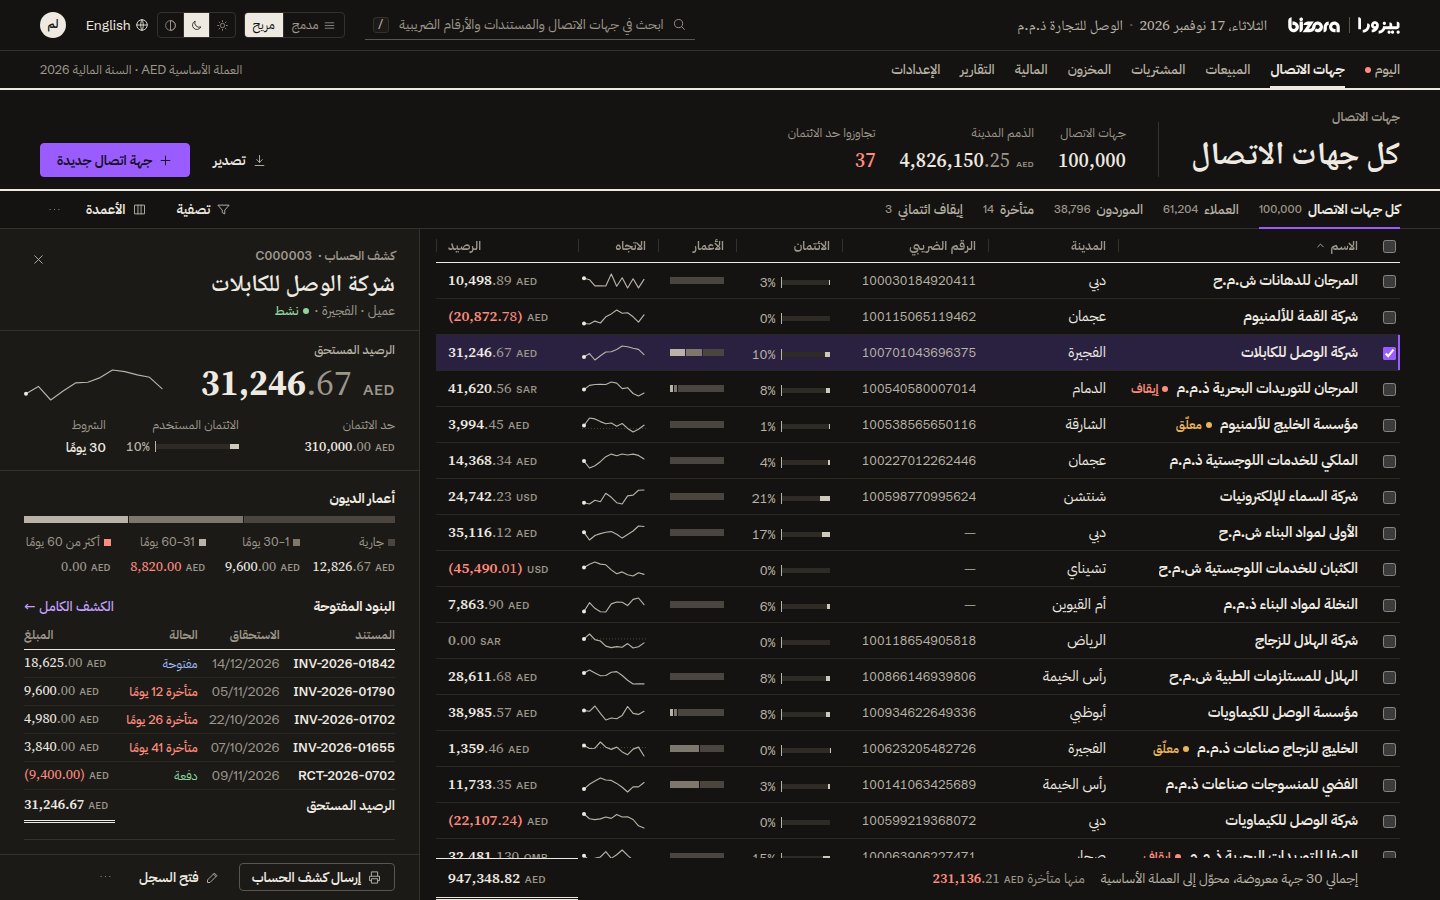 بيزورا | bizora الثلاثاء، 17 نوفمبر 2026 · الوصل للتجارة ذ.م.م ابحث في جهات الاتصال والمستندات والأرقام الضريبية / مدمج مريح English لم
اليوم جهات الاتصال المبيعات المشتريات المخزون المالية التقارير الإعدادات العملة الأساسية AED · السنة المالية 2026
جهات الاتصال
كل جهات الاتصال
جهات الاتصال الذمم المدينة تجاوزوا حد الائتمان
100,000 4,826,150.25 AED 37
تصدير جهة اتصال جديدة
كل جهات الاتصال 100,000 العملاء 61,204 الموردون 38,796 متأخرة 14 إيقاف ائتماني 3 تصفية الأعمدة ...
الاسم المدينة الرقم الضريبي الائتمان الأعمار الاتجاه الرصيد
المرجان للدهانات ش.م.ح دبي 100030184920411 3% 10,498.89 AED
شركة القمة للألمنيوم عجمان 100115065119462 0% (20,872.78) AED
شركة الوصل للكابلات الفجيرة 100701043696375 10% 31,246.67 AED
المرجان للتوريدات البحرية ذ.م.م إيقاف الدمام 100540580007014 8% 41,620.56 SAR
مؤسسة الخليج للألمنيوم معلّق الشارقة 100538565650116 1% 3,994.45 AED
الملكي للخدمات اللوجستية ذ.م.م عجمان 100227012262446 4% 14,368.34 AED
شركة السماء للإلكترونيات شنتشن 100598770995624 21% 24,742.23 USD
الأولى لمواد البناء ش.م.ح دبي — 17% 35,116.12 AED
الكثبان للخدمات اللوجستية ش.م.ح تشيناي — 0% (45,490.01) USD
النخلة لمواد البناء ذ.م.م أم القيوين — 6% 7,863.90 AED
شركة الهلال للزجاج الرياض 100118654905818 0% 0.00 SAR
الهلال للمستلزمات الطبية ش.م.ح رأس الخيمة 100866146939806 8% 28,611.68 AED
مؤسسة الوصل للكيماويات أبوظبي 100934622649336 8% 38,985.57 AED
الخليج للزجاج صناعات ذ.م.م معلّق الفجيرة 100623205482726 0% 1,359.46 AED
الفضي للمنسوجات صناعات ذ.م.م رأس الخيمة 100141063425689 3% 11,733.35 AED
شركة الوصل للكيماويات دبي 100599219368072 0% (22,107.24) AED
الصفا للتوريدات البحرية ذ.م.م إيقاف صحار 100063906227471 15% 32,481.130 OMR
إجمالي 30 جهة معروضة، محوّل إلى العملة الأساسية منها متأخرة 231,136.21 AED 947,348.82 AED
كشف الحساب · C000003
شركة الوصل للكابلات
عميل · الفجيرة · نشط
الرصيد المستحق
31,246.67 AED
حد الائتمان الائتمان المستخدم الشروط
310,000.00 AED 10% 30 يومًا
أعمار الديون
جارية 1–30 يومًا 31–60 يومًا أكثر من 60 يومًا
12,826.67 AED 9,600.00 AED 8,820.00 AED 0.00 AED
البنود المفتوحة الكشف الكامل ←
المستند الاستحقاق الحالة المبلغ
INV-2026-01842 14/12/2026 مفتوحة 18,625.00 AED
INV-2026-01790 05/11/2026 متأخرة 12 يومًا 9,600.00 AED
INV-2026-01702 22/10/2026 متأخرة 26 يومًا 4,980.00 AED
INV-2026-01655 07/10/2026 متأخرة 41 يومًا 3,840.00 AED
RCT-2026-0702 09/11/2026 دفعة (9,400.00) AED
الرصيد المستحق 31,246.67 AED
إرسال كشف الحساب فتح السجل ...